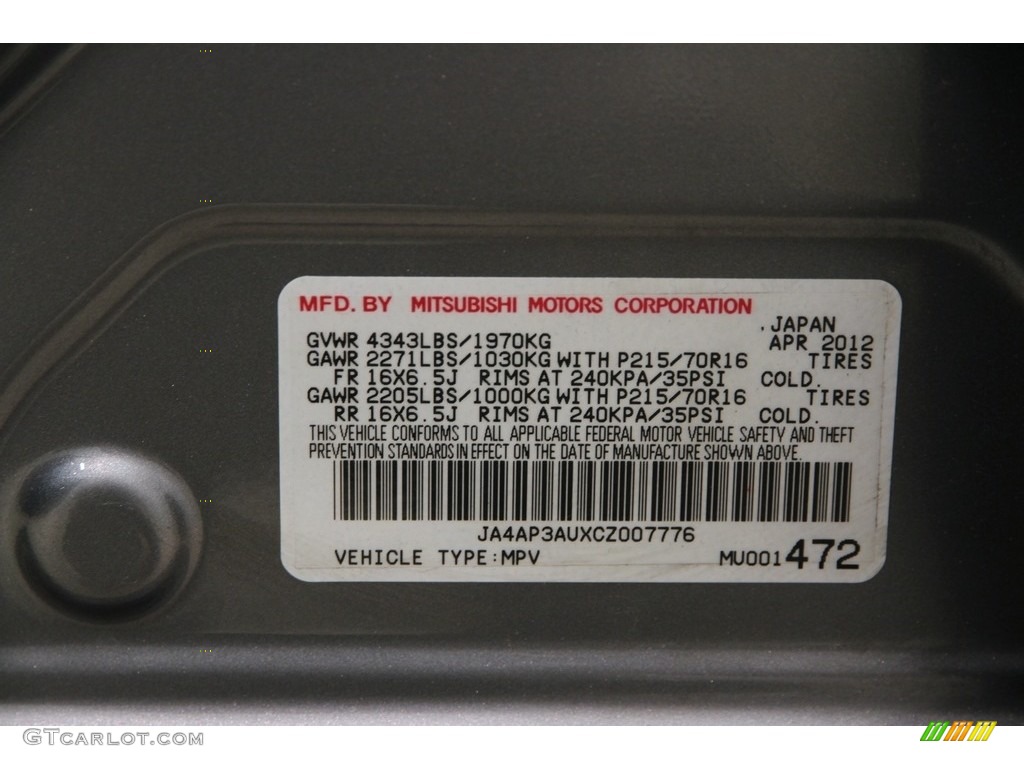 MFD. BY MITSUBISHI MOTORS CORPORATION
.JAPAN
GVWR 4343LBS/1970KG APR 2012
GAWR 2271LBS/1030KG WITH P215/70R16 TIRES
FR 16X6.5J RIMS AT 240KPA/35PSI COLD.
GAWR 2205LBS/1000KG WITH P215/70R16 TIRES
RR 16X6.5J RIMS AT 240KPA/35PSI COLD.
THIS VEHICLE CONFORMS TO ALL APPLICABLE FEDERAL MOTOR VEHICLE SAFETY AND THEFT
PREVENTION STANDARDS IN EFFECT ON THE DATE OF MANUFACTURE SHOWN ABOVE.
JA4AP3AUXCZ007776
VEHICLE TYPE:MPV MU001472
GTCARLOT.COM